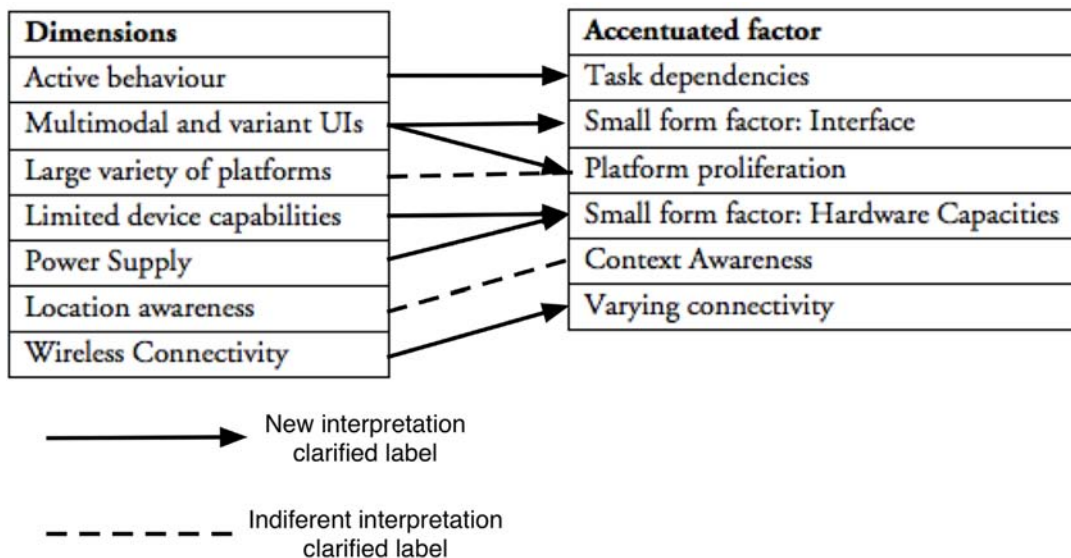 Dimensions
Active behaviour
Multimodal and variant UIs
Large variety of platforms
Limited device capabilities
Power Supply
Location awareness
Wireless Connectivity
Accentuated factor
Task dependencies
Small form factor: Interface
Platform proliferation
Small form factor: Hardware Capacities
Context Awareness
Varying connectivity
New interpretation
clarified label
Indiferent interpretation
clarified label